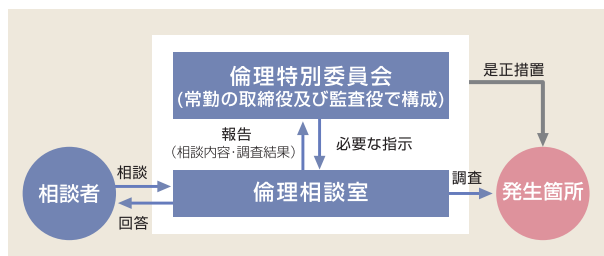 倫理特別委員会
(常勤の取締役及び監査役で構成)
是正措置
報告
(相談内容・調査結果)
必要な指示
相談者
相談
回答
倫理相談室
調査
発生箇所